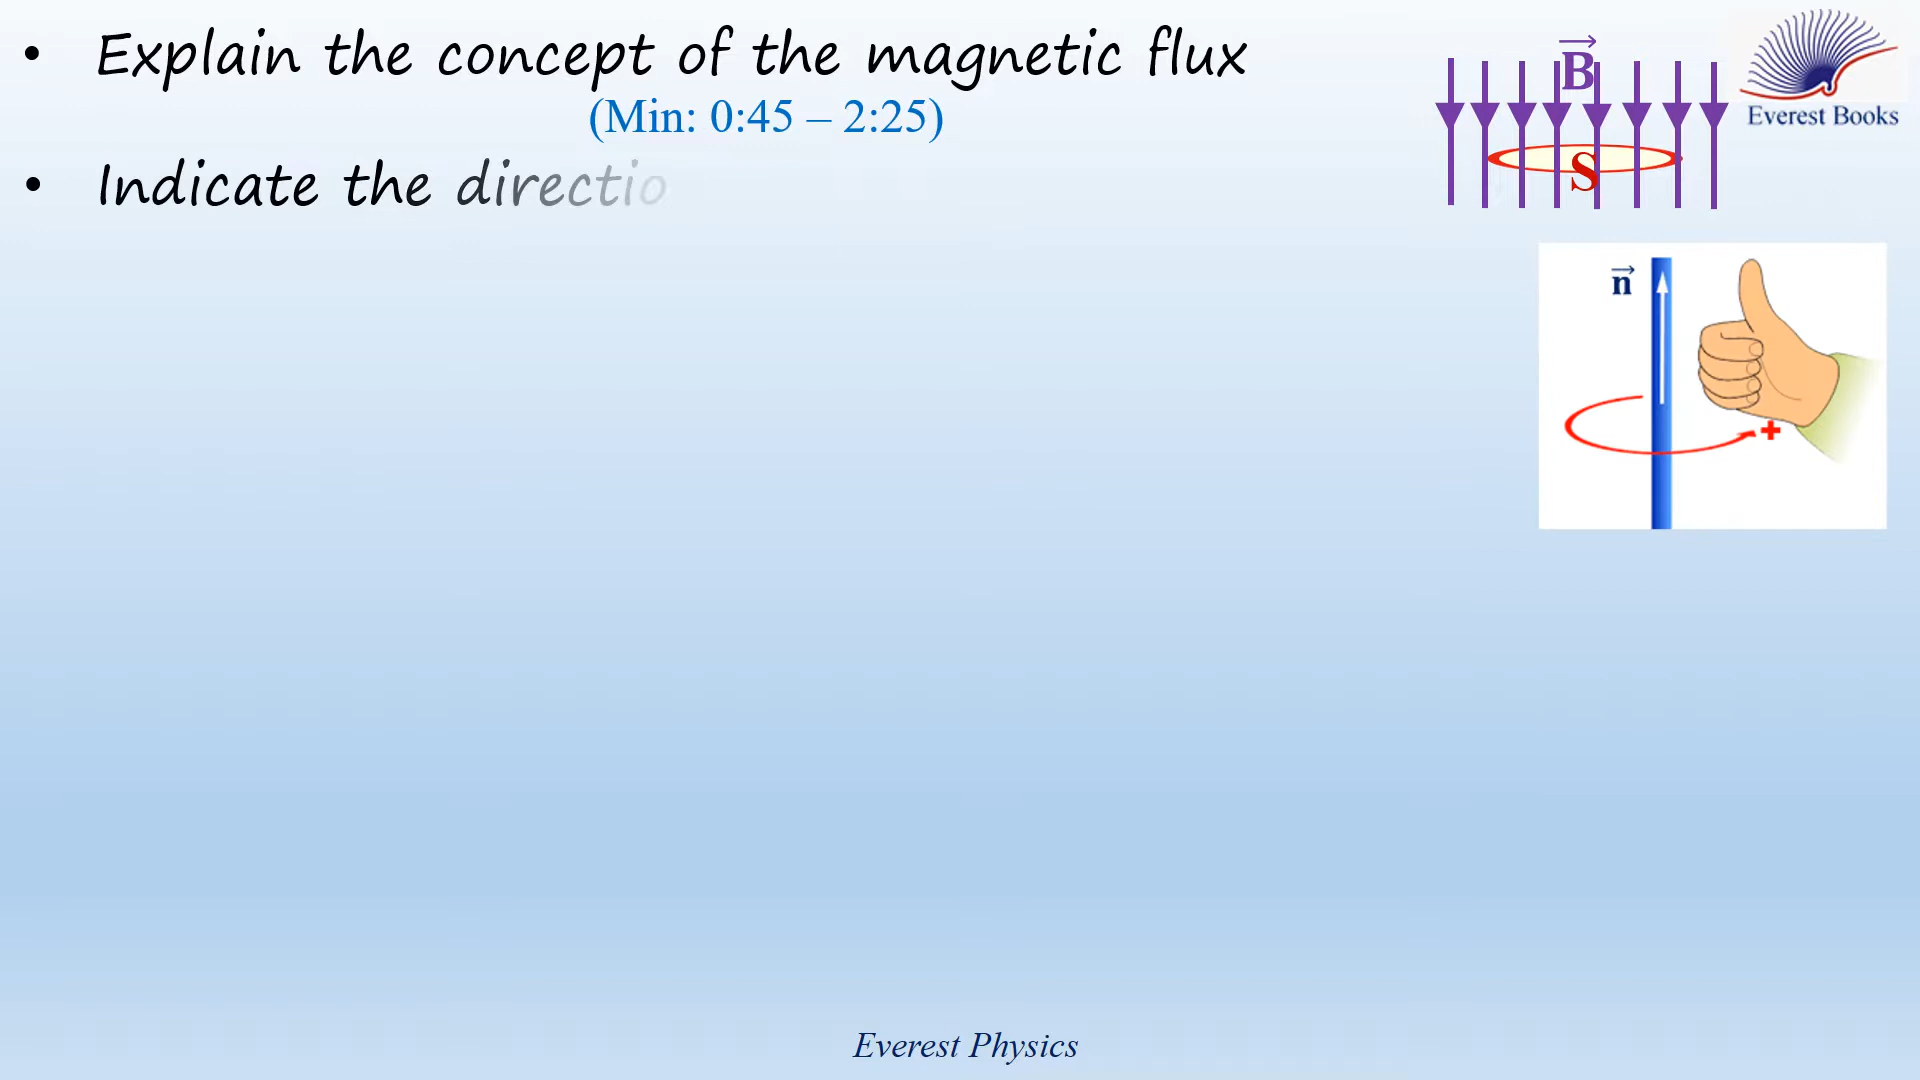 • Explain the concept of the magnetic flux
(Min: 0:45 – 2:25)
• Indicate the directio
B
S
Everest Books
n
+
Everest Physics